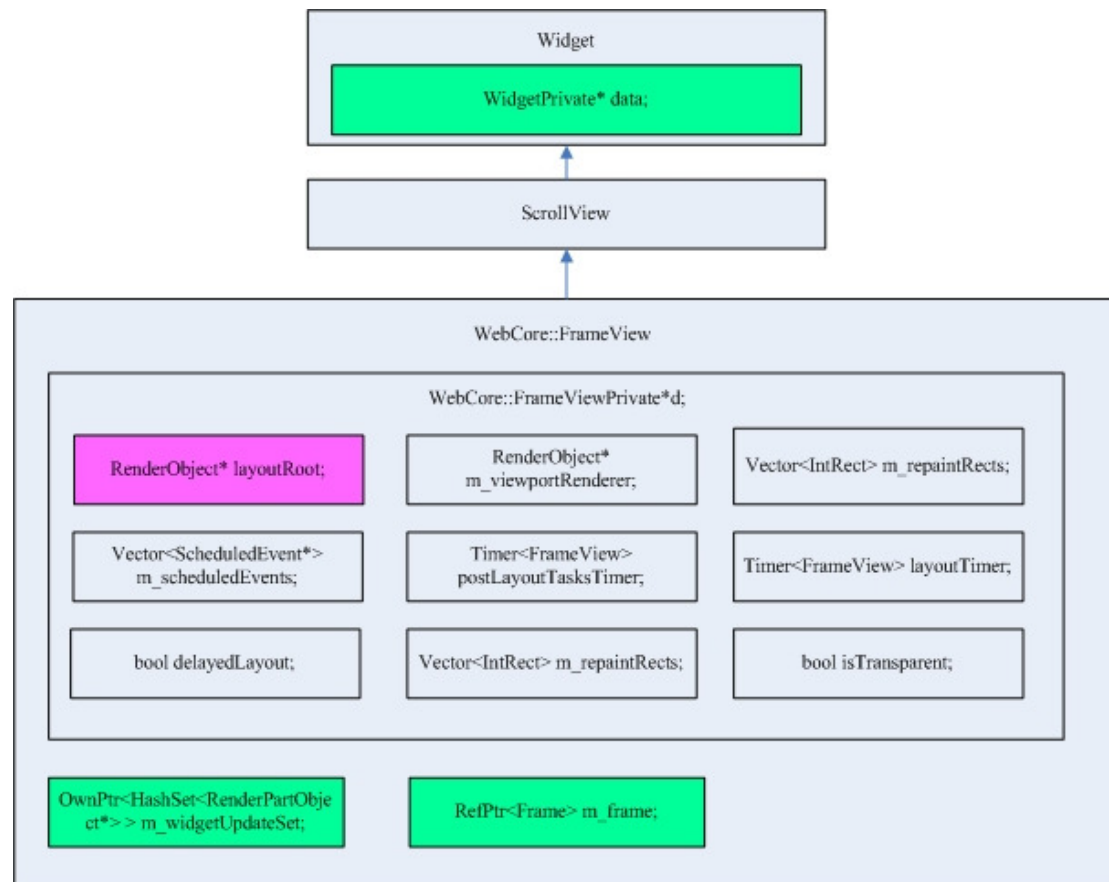 Widget
WidgetPrivate* data;
ScrollView
WebCore::FrameView
WebCore::FrameViewPrivate*d;
RenderObject* layoutRoot;
RenderObject*
m_viewportRenderer;
Vector<IntRect> m_repaintRects;
Vector<ScheduledEvent*>
m_scheduledEvents;
Timer<FrameView>
postLayoutTasksTimer;
Timer<FrameView> layoutTimer;
bool delayedLayout;
Vector<IntRect> m_repaintRects;
bool isTransparent;
OwnPtr<HashSet<RenderPartObje
ct*> > m_widgetUpdateSet;
RefPtr<Frame> m_frame;